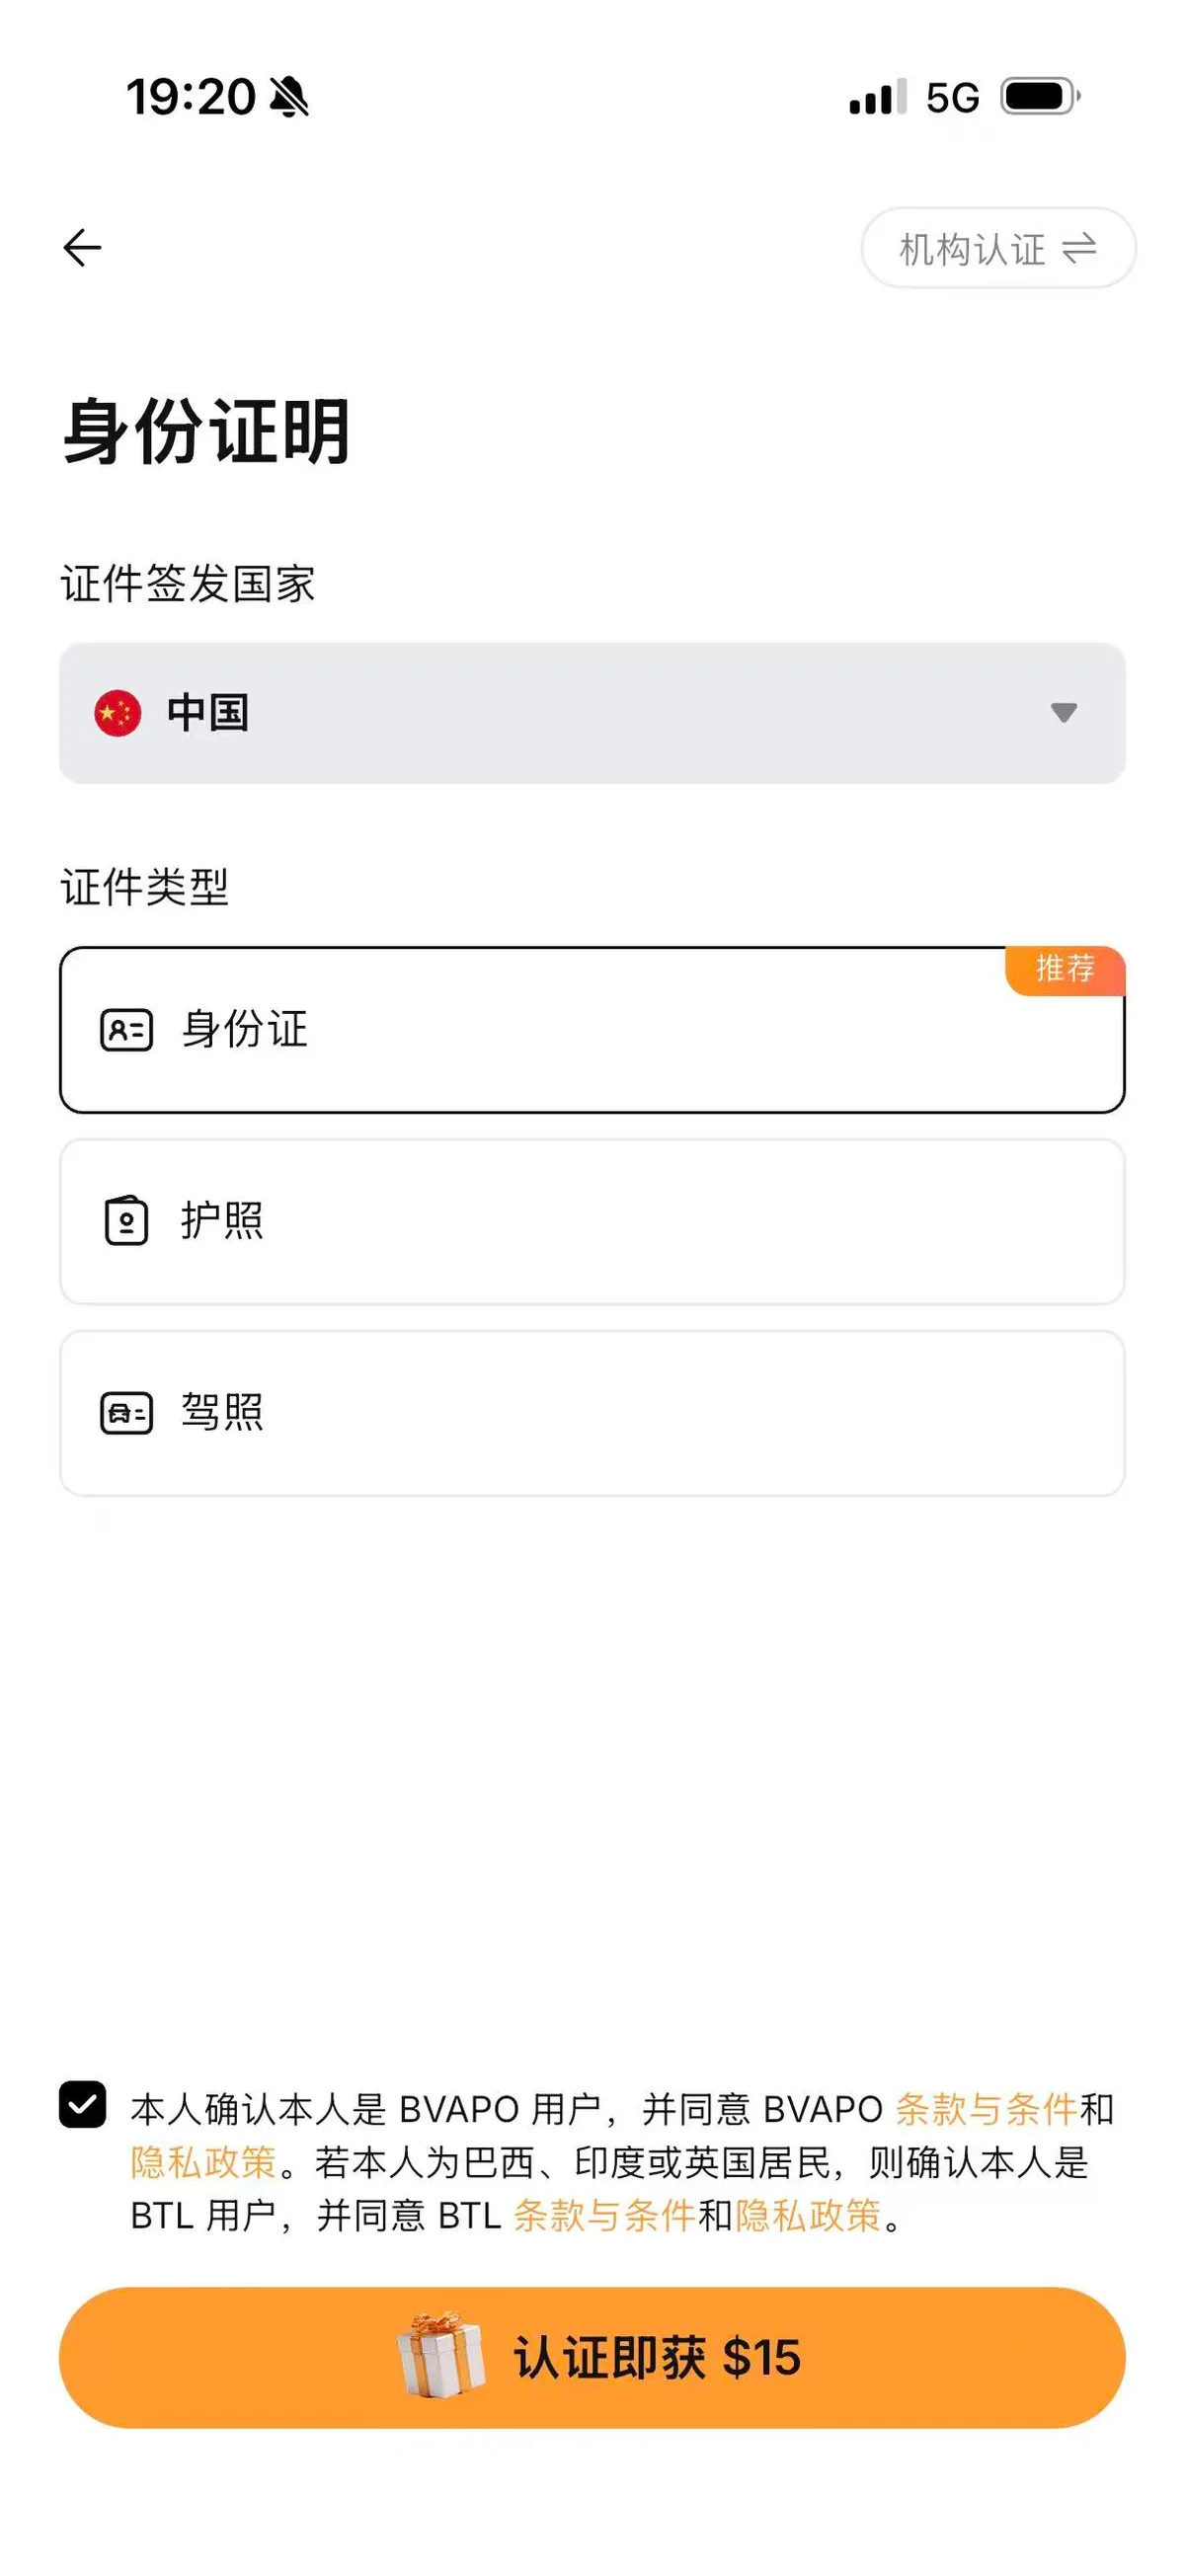 19:20
5G
机构认证
身份证明
证件签发国家
中国
证件类型
推荐
身份证
护照
驾照
本人确认本人是 BVAPO 用户，并同意 BVAPO 条款与条件和
隐私政策。若本人为巴西、印度或英国居民，则确认本人是
BTL 用户，并同意 BTL 条款与条件和隐私政策。
认证即获 $15